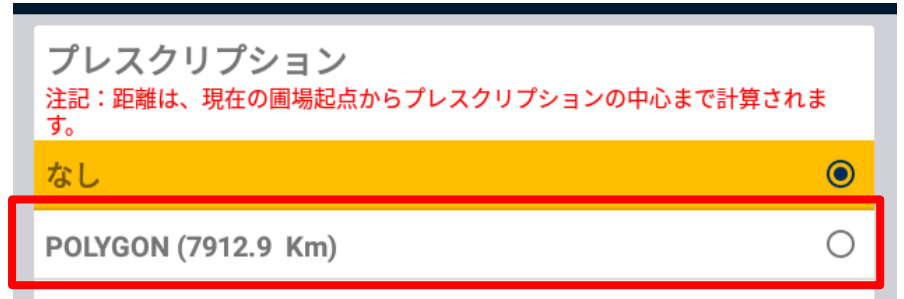 プレスクリプション
注記：距離は、現在の圃場起点からプレスクリプションの中心まで計算されま
す。
なし
POLYGON (7912.9 Km)